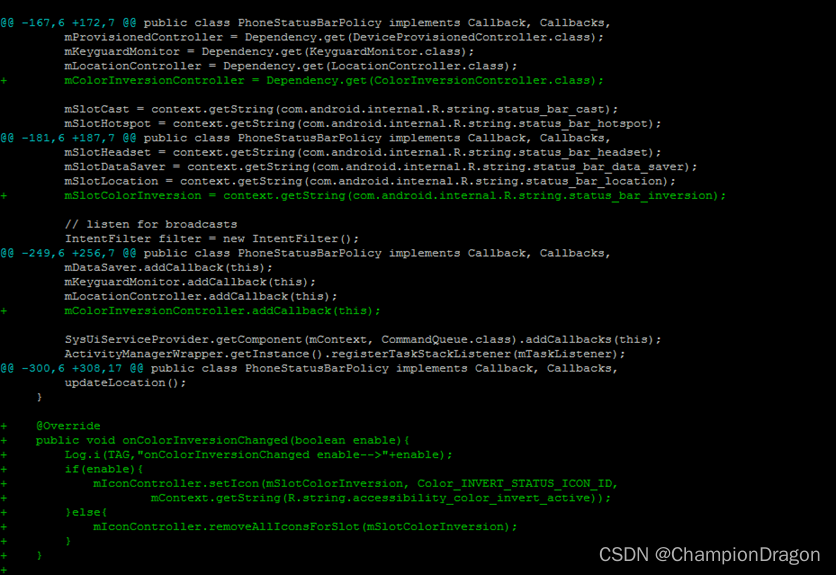 @@ -167,6 +172,7 @@ public class PhoneStatusBarPolicy implements Callback, Callbacks,
        mProvisionedController = Dependency.get(DeviceProvisionedController.class);
        mKeyguardMonitor = Dependency.get(KeyguardMonitor.class);
        mLocationController = Dependency.get(LocationController.class);
+        mColorInversionController = Dependency.get(ColorInversionController.class);
        mSlotCast = context.getString(com.android.internal.R.string.status_bar_cast);
        mSlotHotspot = context.getString(com.android.internal.R.string.status_bar_hotspot);
@@ -181,6 +187,7 @@ public class PhoneStatusBarPolicy implements Callback, Callbacks,
        mSlotHeadset = context.getString(com.android.internal.R.string.status_bar_headset);
        mSlotDataSaver = context.getString(com.android.internal.R.string.status_bar_data_saver);
        mSlotLocation = context.getString(com.android.internal.R.string.status_bar_location);
+        mSlotColorInversion = context.getString(com.android.internal.R.string.status_bar_inversion);
        // listen for broadcasts
        IntentFilter filter = new IntentFilter();
@@ -249,6 +256,7 @@ public class PhoneStatusBarPolicy implements Callback, Callbacks,
        mDataSaver.addCallback(this);
        mKeyguardMonitor.addCallback(this);
        mLocationController.addCallback(this);
+        mColorInversionController.addCallback(this);
        SysUiServiceProvider.getComponent(mContext, CommandQueue.class).addCallbacks(this);
        ActivityManagerWrapper.getInstance().registerTaskStackListener(mTaskListener);
@@ -300,6 +308,17 @@ public class PhoneStatusBarPolicy implements Callback, Callbacks,
        updateLocation();
    }
+    @Override
+    public void onColorInversionChanged(boolean enable){
+        Log.i(TAG,"onColorInversionChanged enable-->"+enable);
+        if(enable){
+            mIconController.setIcon(mSlotColorInversion, Color_INVERT_STATUS_ICON_ID,
+                    mContext.getString(R.string.accessibility_color_invert_active));
+        }else{
+            mIconController.removeAllIconsForSlot(mSlotColorInversion);
+        }
+    }
+
CSDN @ChampionDragon